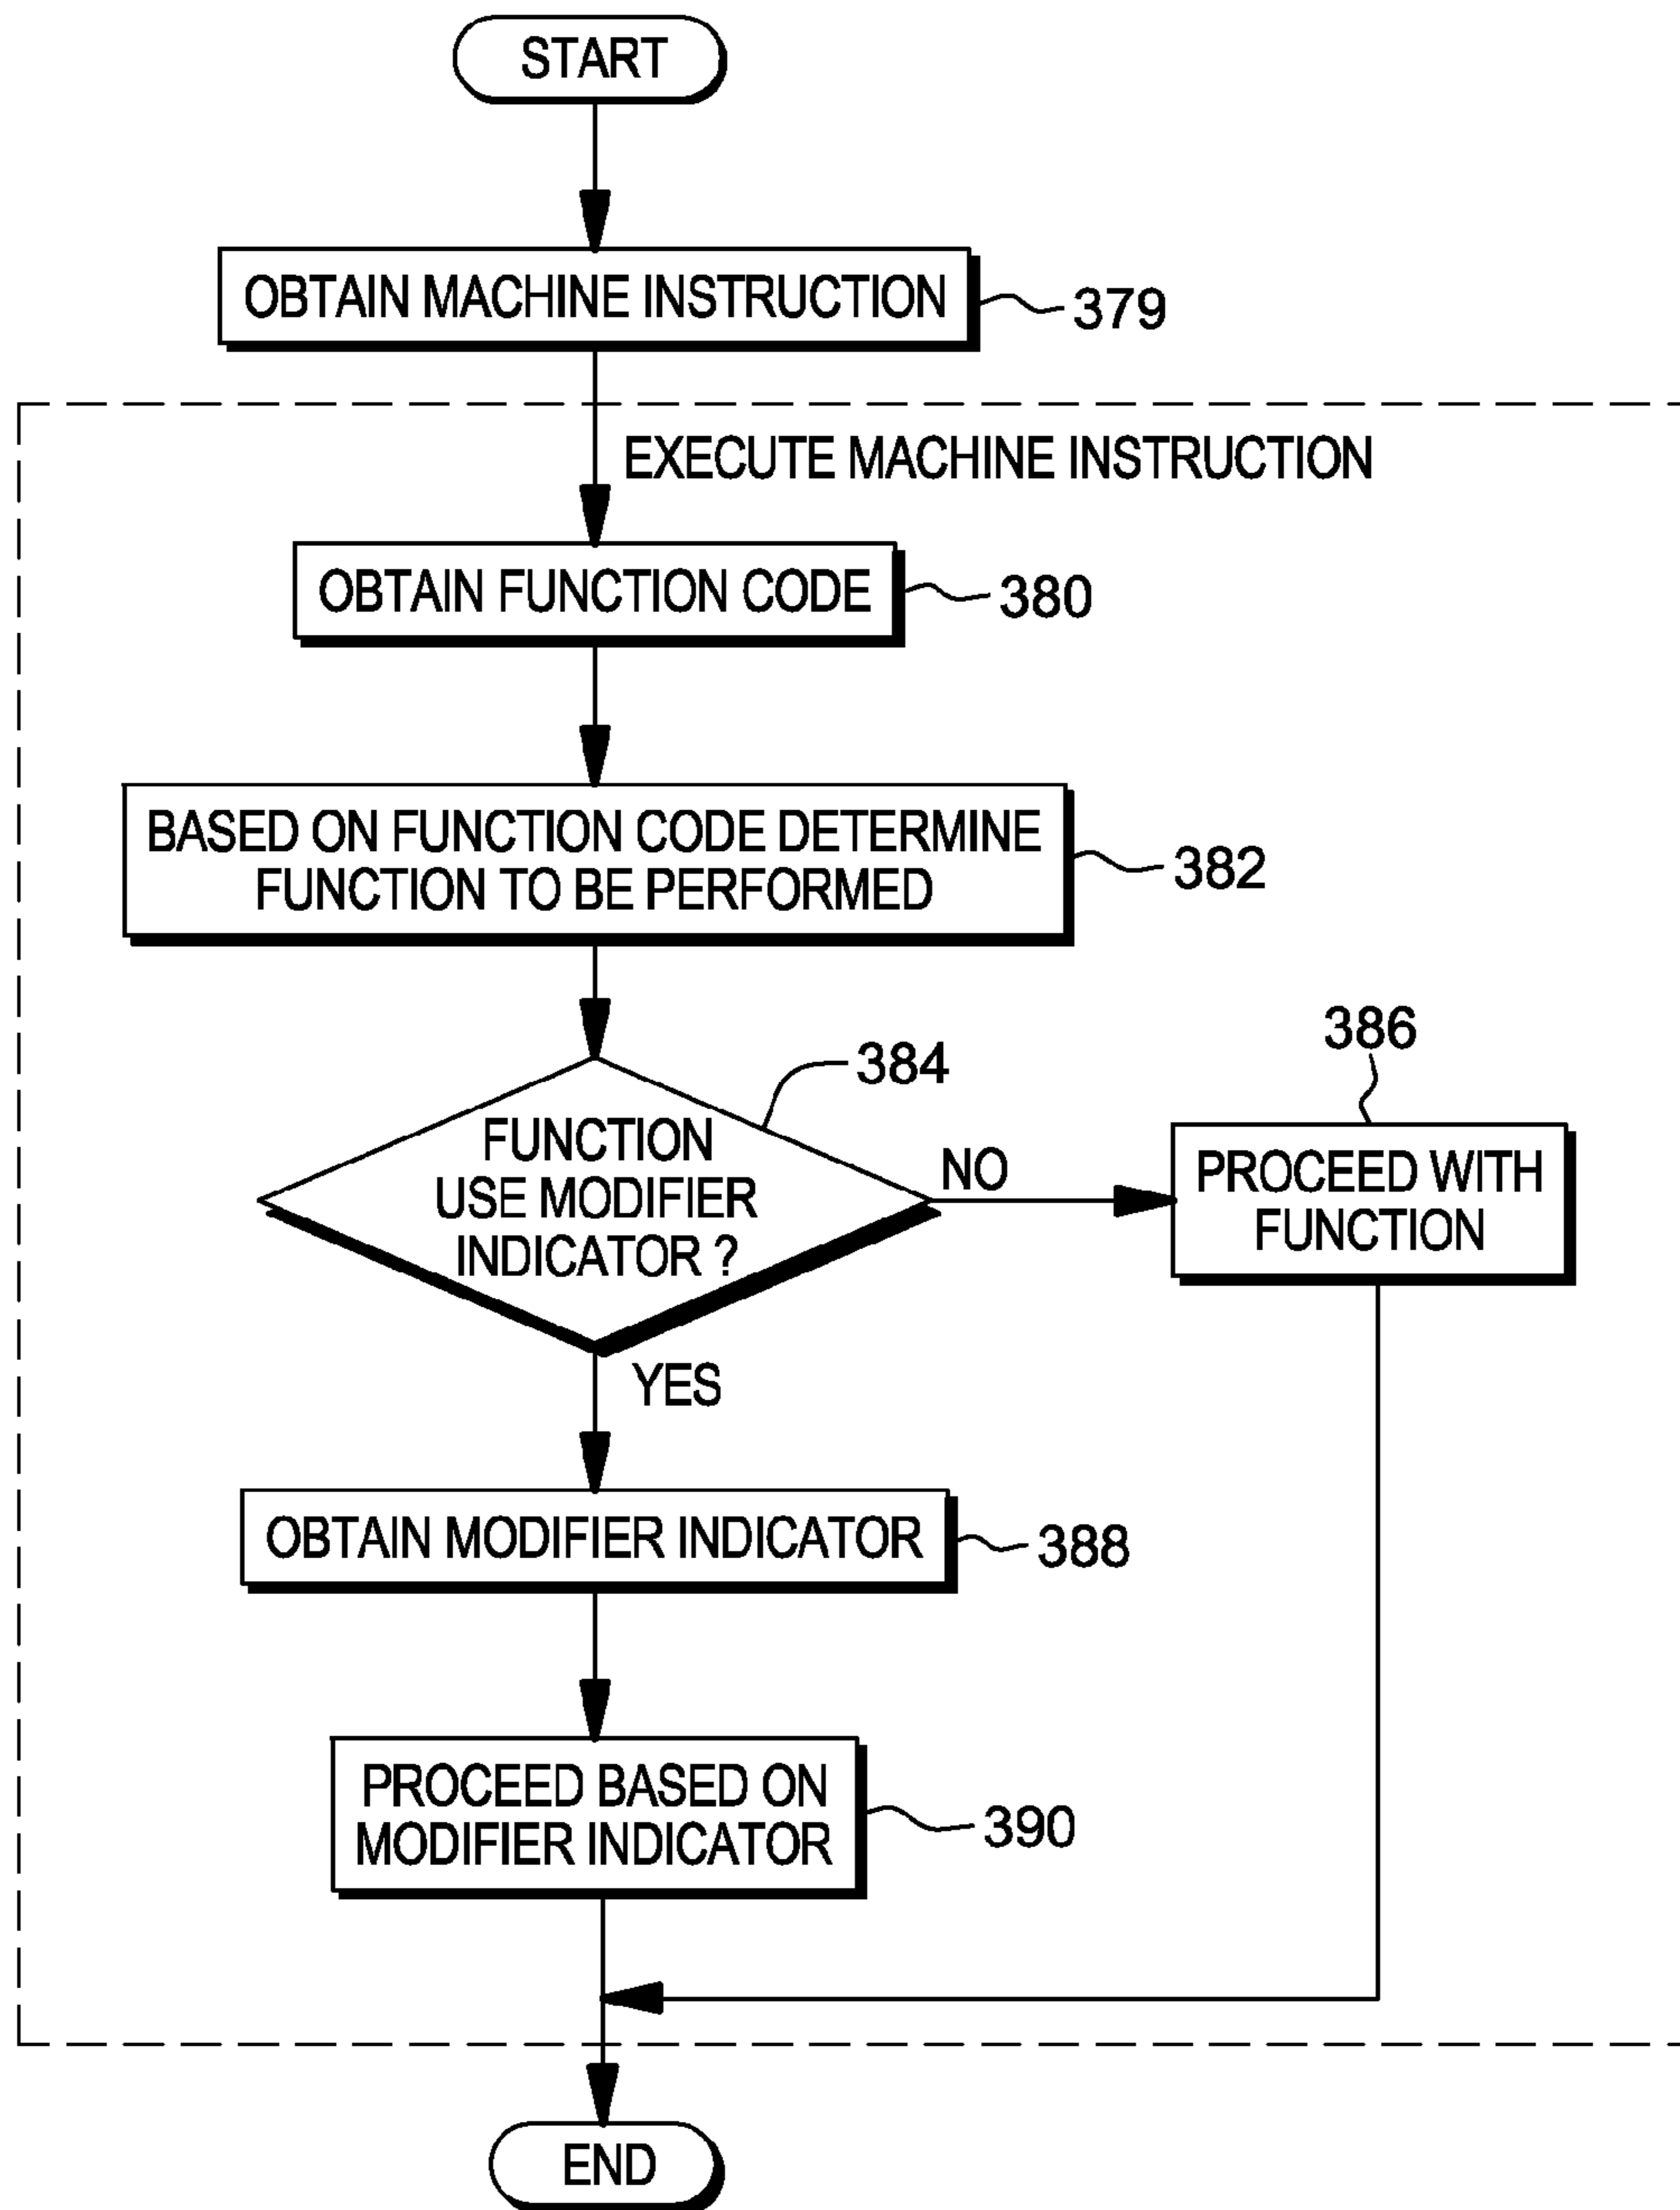 START
OBTAIN MACHINE INSTRUCTION
379
EXECUTE MACHINE INSTRUCTION
OBTAIN FUNCTION CODE
380
BASED ON FUNCTION CODE DETERMINE
FUNCTION TO BE PERFORMED
382
384
FUNCTION
USE MODIFIER
INDICATOR ?
NO
386
PROCEED WITH
FUNCTION
YES
OBTAIN MODIFIER INDICATOR
388
PROCEED BASED ON
MODIFIER INDICATOR
390
END